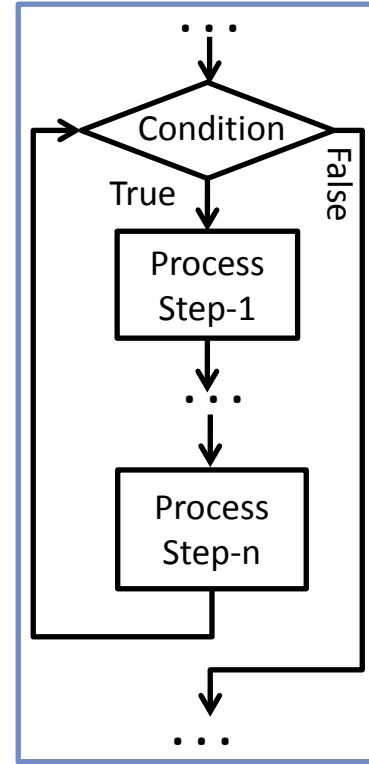 . . .
Condition
True
False
Process
Step-1
. . .
Process
Step-n
. . .